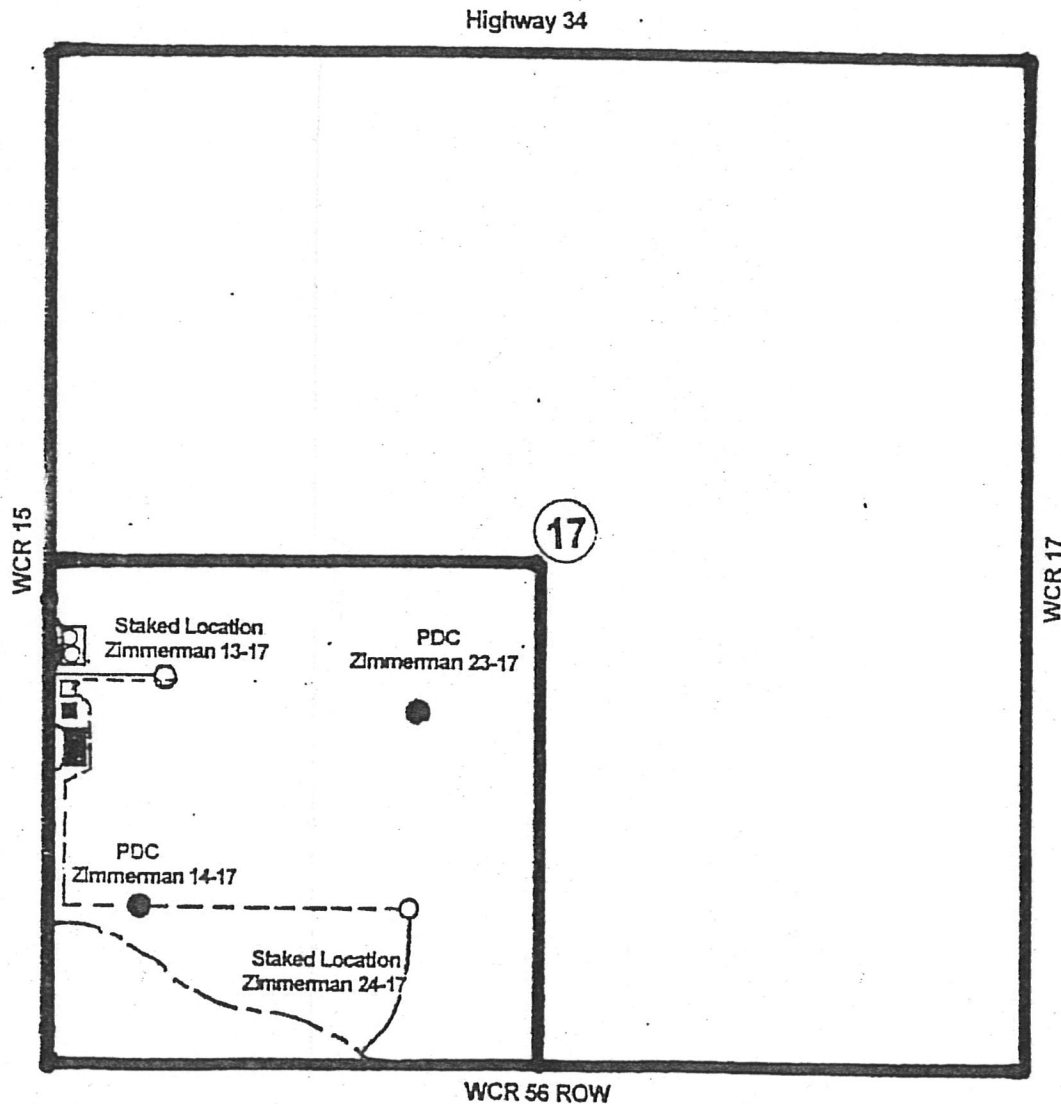 Highway 34
WCR 15
17
WCR 17
Staked Location
Zimmerman 13-17
PDC
Zimmerman 23-17
PDC
Zimmerman 14-17
Staked Location
Zimmerman 24-17
WCR 56 ROW